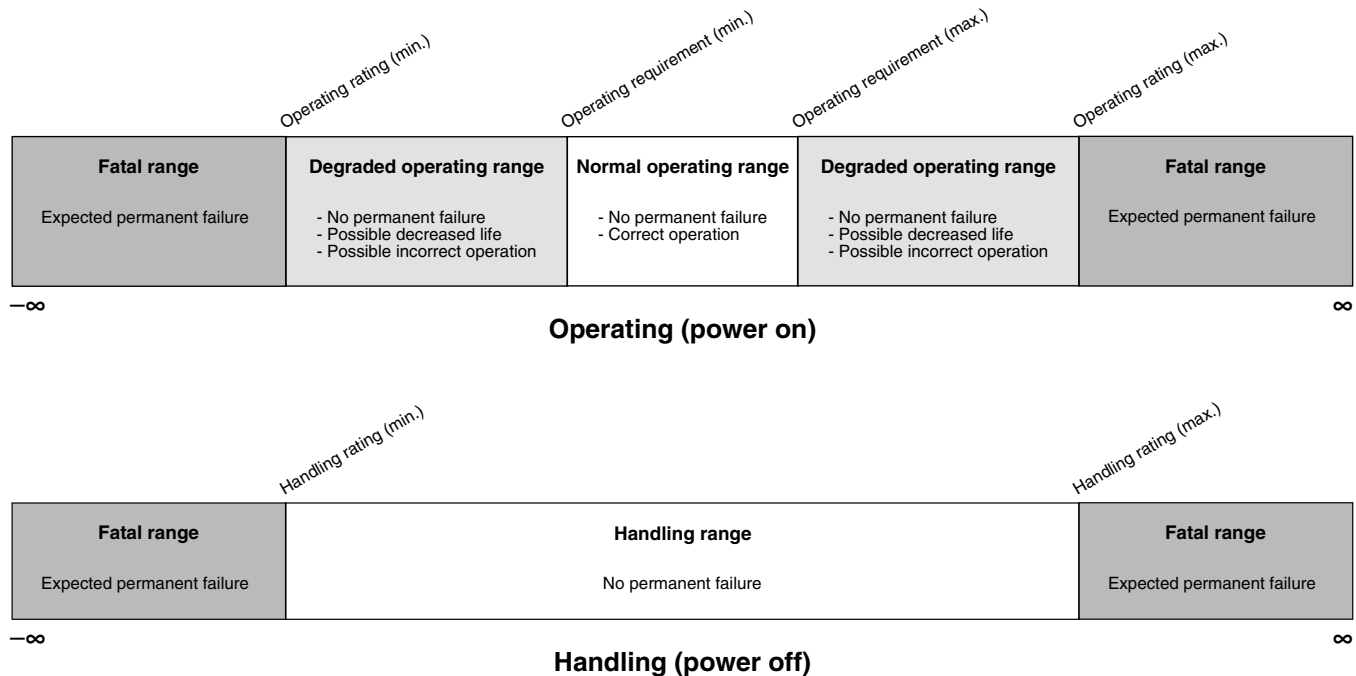 Operating rating (min.)
Operating requirement (min.)
Operating requirement (max.)
Operating rating (max.)
Fatal range
Expected permanent failure
Degraded operating range
- No permanent failure
- Possible decreased life
- Possible incorrect operation
Normal operating range
- No permanent failure
- Correct operation
Degraded operating range
- No permanent failure
- Possible decreased life
- Possible incorrect operation
Fatal range
Expected permanent failure
–∞
∞
Operating (power on)
Handling rating (min.)
Handling rating (max.)
Fatal range
Expected permanent failure
Handling range
No permanent failure
Fatal range
Expected permanent failure
–∞
∞
Handling (power off)